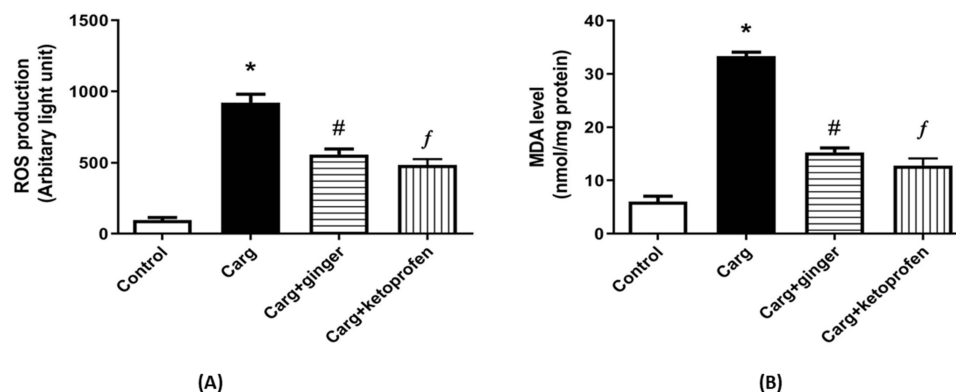 ROS production
(Arbitary light unit)
1500
1000
500
0
*
#
ƒ
Control
Carg
Carg+ginger
Carg+ketoprofen
(A)
MDA level
(nmol/mg protein)
40
30
20
10
0
*
#
ƒ
Control
Carg
Carg+ginger
Carg+ketoprofen
(B)